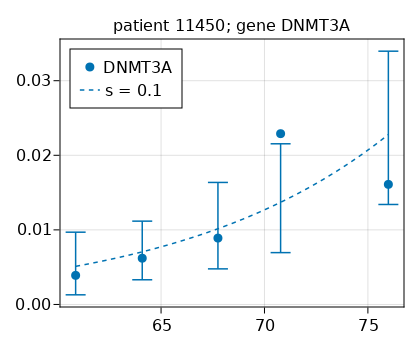 patient 11450; gene DNMT3A
DNMT3A
s = 0.1
0.03
0.02
0.01
0.00
65 70 75